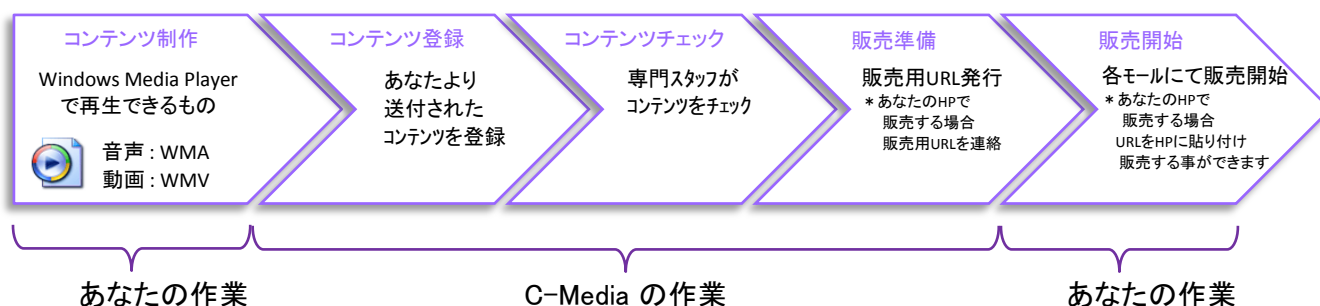 コンテンツ制作
Windows Media Player
で再生できるもの
音声 : WMA
動画 : WMV
コンテンツ登録
あなたより
送付された
コンテンツを登録
コンテンツチェック
専門スタッフが
コンテンツをチェック
販売準備
販売用URL発行
＊あなたのHPで
販売する場合
販売用URLを連絡
販売開始
各モールにて販売開始
＊あなたのHPで
販売する場合
URLをHPに貼り付け
販売する事ができます
あなたの作業
C-Media の作業
あなたの作業